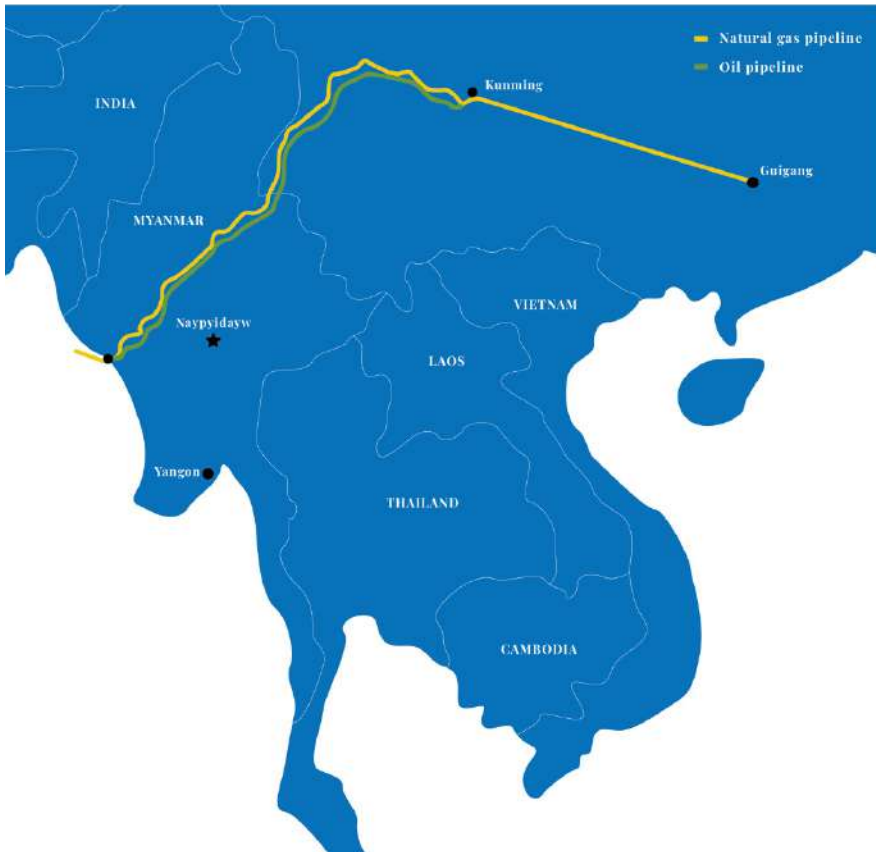 Natural gas pipeline
Oil pipeline
Kunming
INDIA
Guigang
MYANMAR
VIETNAM
Naypyidayw
LAOS
Yangon
THAILAND
CAMBODIA